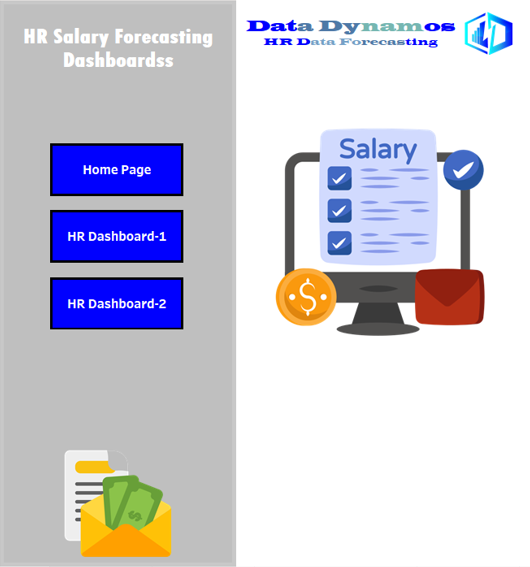 HR Salary Forecasting
Dashboardss
Home Page
HR Dashboard-1
HR Dashboard-2
Data Dynamos
HR Data Forecasting
Salary
$
$